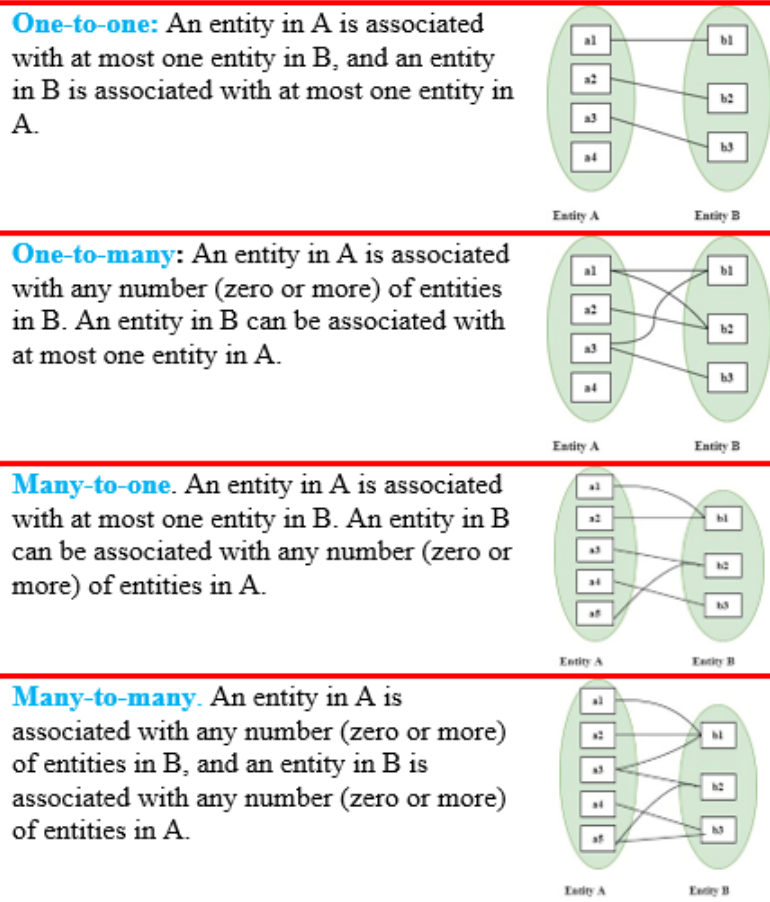 One-to-one: An entity in A is associated
with at most one entity in B, and an entity
in B is associated with at most one entity in
A.
a1
a2
a3
a4
b1
b2
b3
Entity A
Entity B
One-to-many: An entity in A is associated
with any number (zero or more) of entities
in B. An entity in B can be associated with
at most one entity in A.
a1
a2
a3
a4
b1
b2
b3
Entity A
Entity B
Many-to-one. An entity in A is associated
with at most one entity in B. An entity in B
can be associated with any number (zero or
more) of entities in A.
a1
a2
a3
a4
a5
b1
b2
b3
Entity A
Entity B
Many-to-many. An entity in A is
associated with any number (zero or more)
of entities in B, and an entity in B is
associated with any number (zero or more)
of entities in A.
a1
a2
a3
a4
a5
b1
b2
b3
Entity A
Entity B